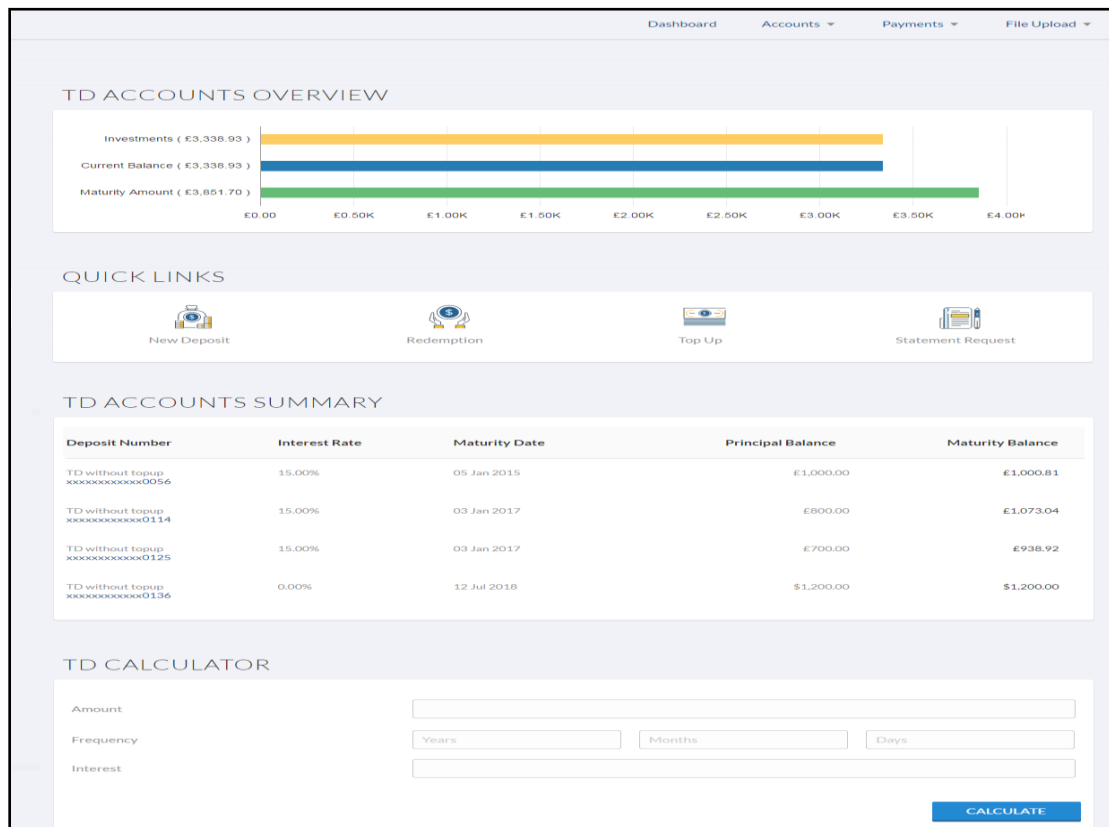 Dashboard Accounts Payments File Upload
TD ACCOUNTS OVERVIEW
Investments ( £3,338.93 )
Current Balance ( £3,338.93 )
Maturity Amount ( £3,851.70 )
£0.00 £0.50K £1.00K £1.50K £2.00K £2.50K £3.00K £3.50K £4.00K
QUICK LINKS
New Deposit Redemption Top Up Statement Request
TD ACCOUNTS SUMMARY
Deposit Number Interest Rate Maturity Date Principal Balance Maturity Balance
TD without topup 15.00% 05 Jan 2015 £1,000.00 £1,000.81
xxxxxxxxxxxx0056
TD without topup 15.00% 03 Jan 2017 £800.00 £1,073.04
xxxxxxxxxxxx0114
TD without topup 15.00% 03 Jan 2017 £700.00 £938.92
xxxxxxxxxxxx0125
TD without topup 0.00% 12 Jul 2018 $1,200.00 $1,200.00
xxxxxxxxxxxx0136
TD CALCULATOR
Amount
Frequency Years Months Days
Interest
CALCULATE